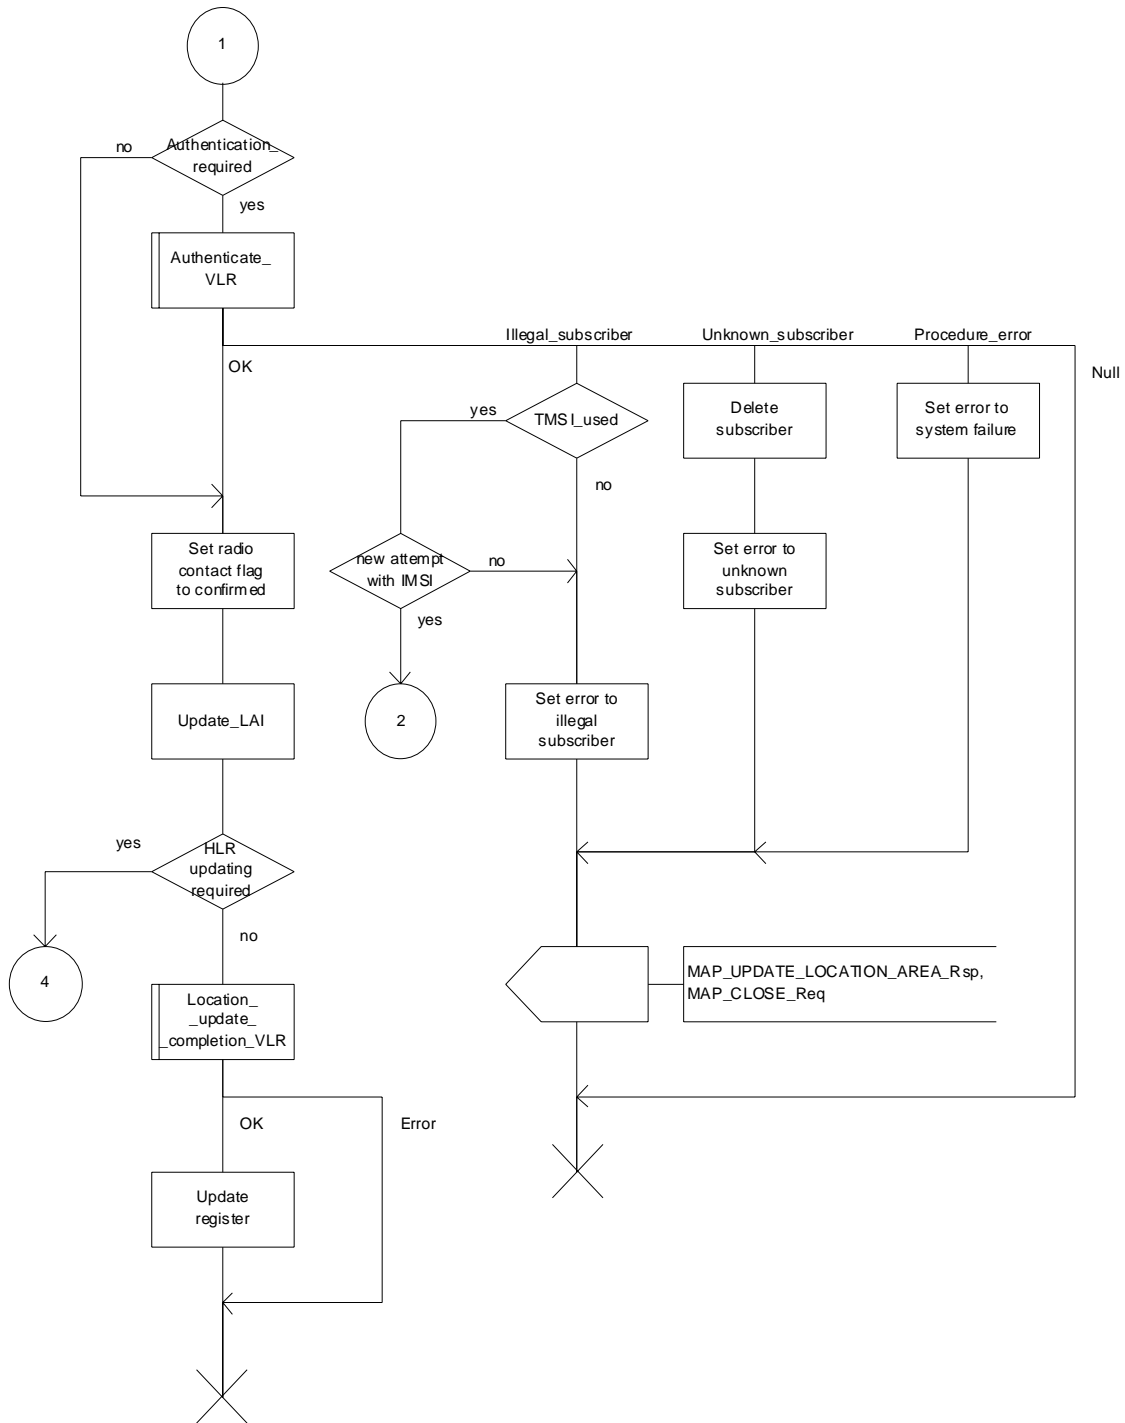 1
no
Authentication_
required
yes
Authenticate_
VLR
Illegal_subscriber
Unknown_subscriber
Procedure_error
OK
Null
yes
TMSI_used
Delete
subscriber
Set error to
system failure
no
Set radio
contact flag
to confirmed
new attempt
with IMSI
no
Set error to
unknown
subscriber
yes
Update_LAI
2
Set error to
illegal
subscriber
yes
HLR
updating
required
no
4
MAP_UPDATE_LOCATION_AREA_Rsp,
MAP_CLOSE_Req
Location_
_update_
_completion_VLR
OK
Error
Update
register